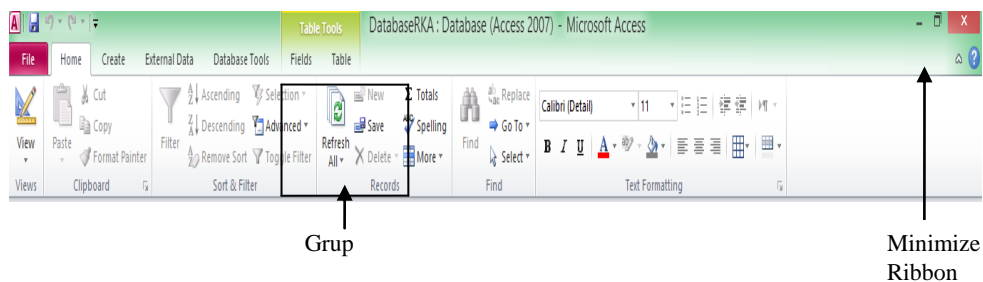 A
Table Tools
DatabaseRKA : Database (Access 2007) - Microsoft Access
X
File Home Create External Data Database Tools Fields Table
?
Cut Ascending Selection New Σ Totals Replace
Calibri (Detail) 11
Copy Descending Advanced Save Spelling Go To
View Paste Format Painter Filter Remove Sort Toggle Filter Refresh All Delete More Find Select
B I U A ab
Views Clipboard Sort & Filter Records Find Text Formatting
Grup
Minimize
Ribbon